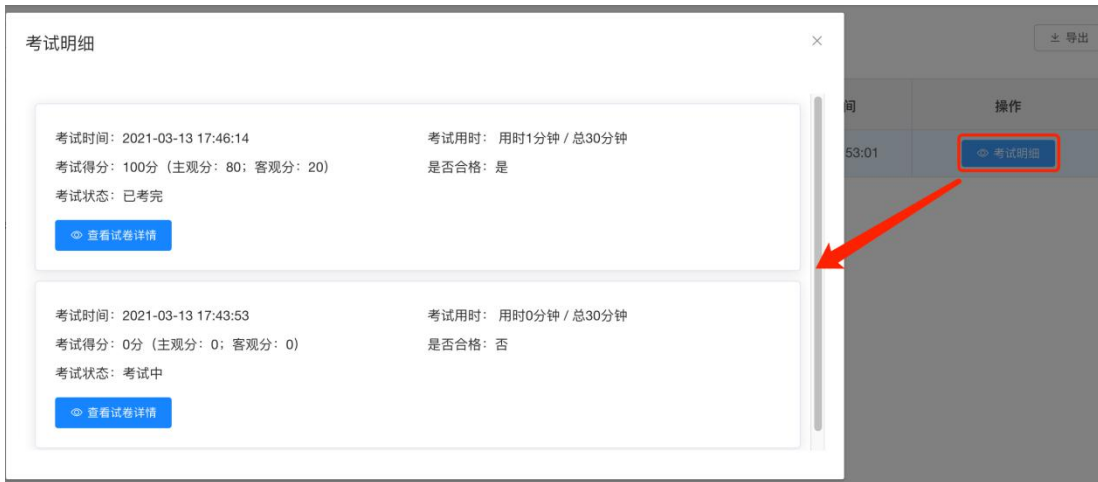 考试明细
导出
间
操作
53:01
考试明细
考试时间：2021-03-13 17:46:14
考试用时： 用时1分钟 / 总30分钟
考试得分：100分（主观分：80；客观分：20）
是否合格：是
考试状态：已考完
查看试卷详情
考试时间：2021-03-13 17:43:53
考试用时： 用时0分钟 / 总30分钟
考试得分：0分（主观分：0；客观分：0）
是否合格：否
考试状态：考试中
查看试卷详情